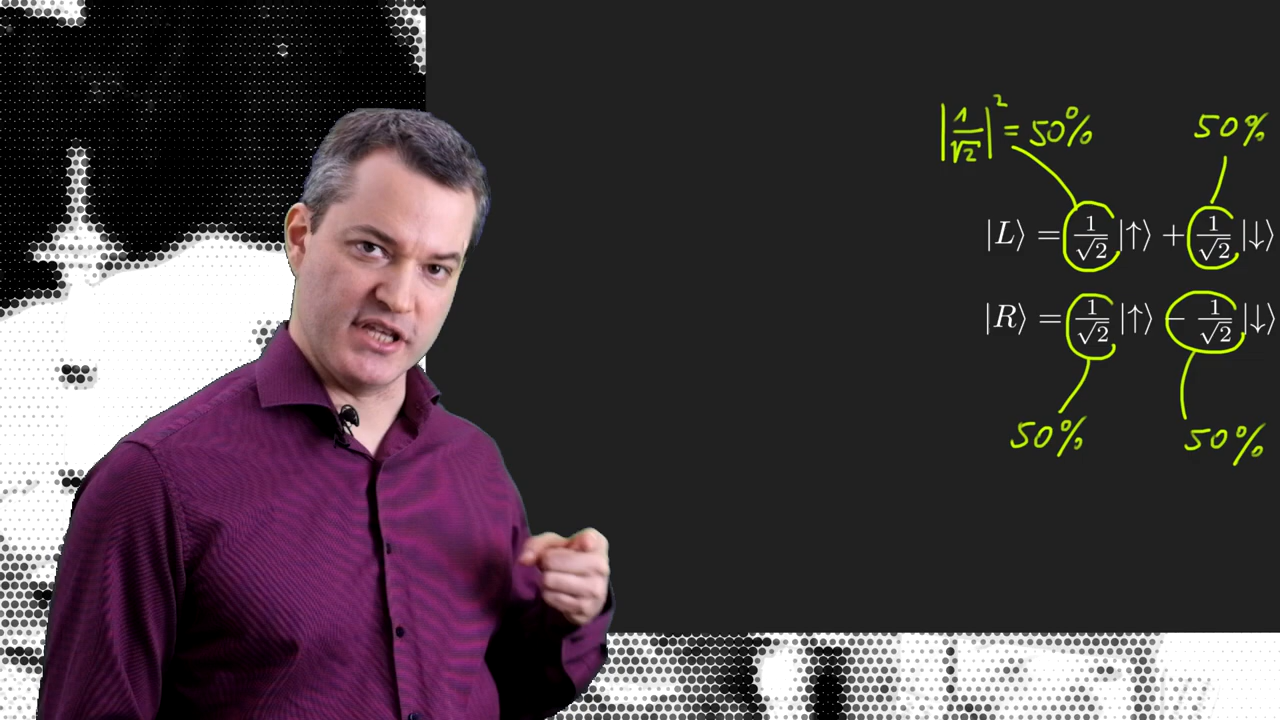 |1/√2|² = 50% 50%
|L⟩ = 1/√2 |↑⟩ + 1/√2 |↓⟩
|R⟩ = 1/√2 |↑⟩ − 1/√2 |↓⟩
50% 50%